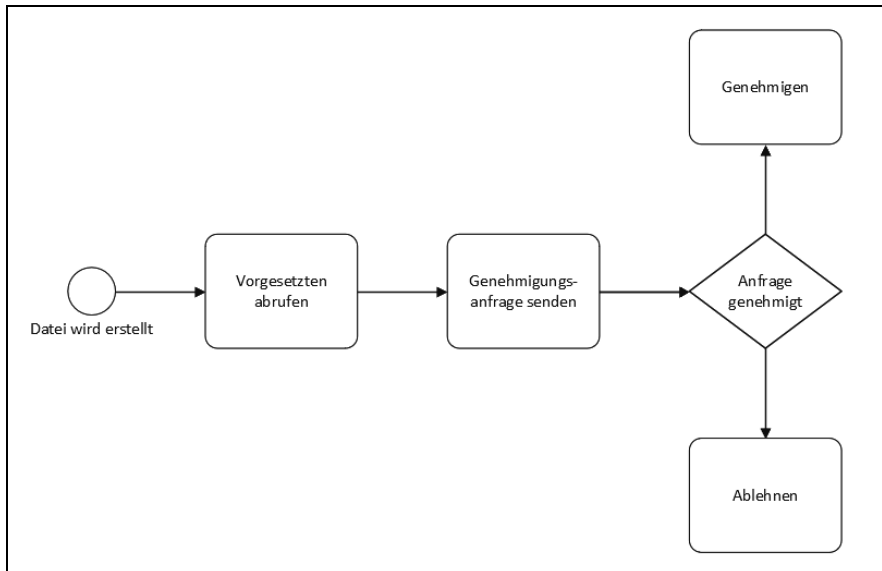 Genehmigen
Vorgesetzten
abrufen
Genehmigungs-
anfrage senden
Anfrage
genehmigt
Datei wird erstellt
Ablehnen